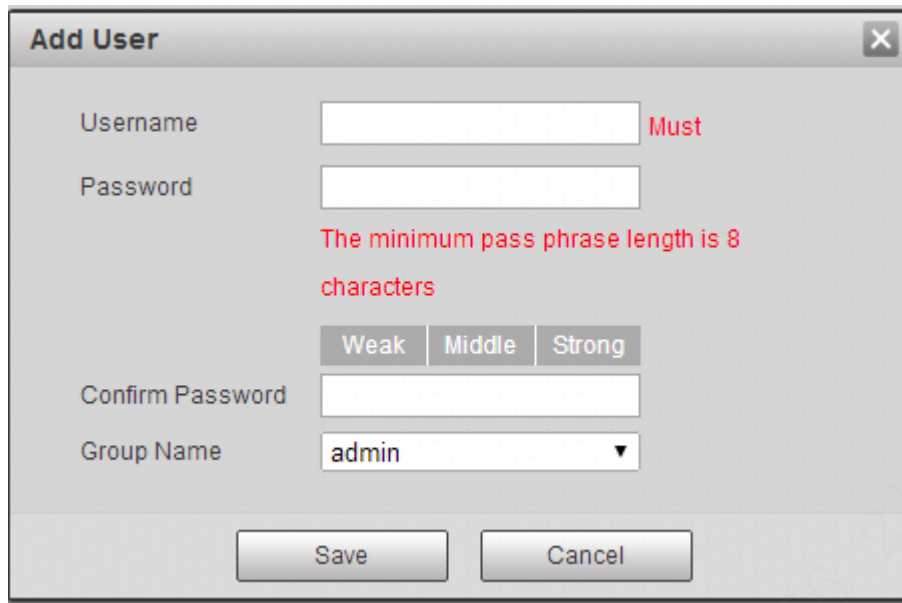 Add User
Username
Must
Password
The minimum pass phrase length is 8
characters
Weak Middle Strong
Confirm Password
Group Name
admin
Save
Cancel